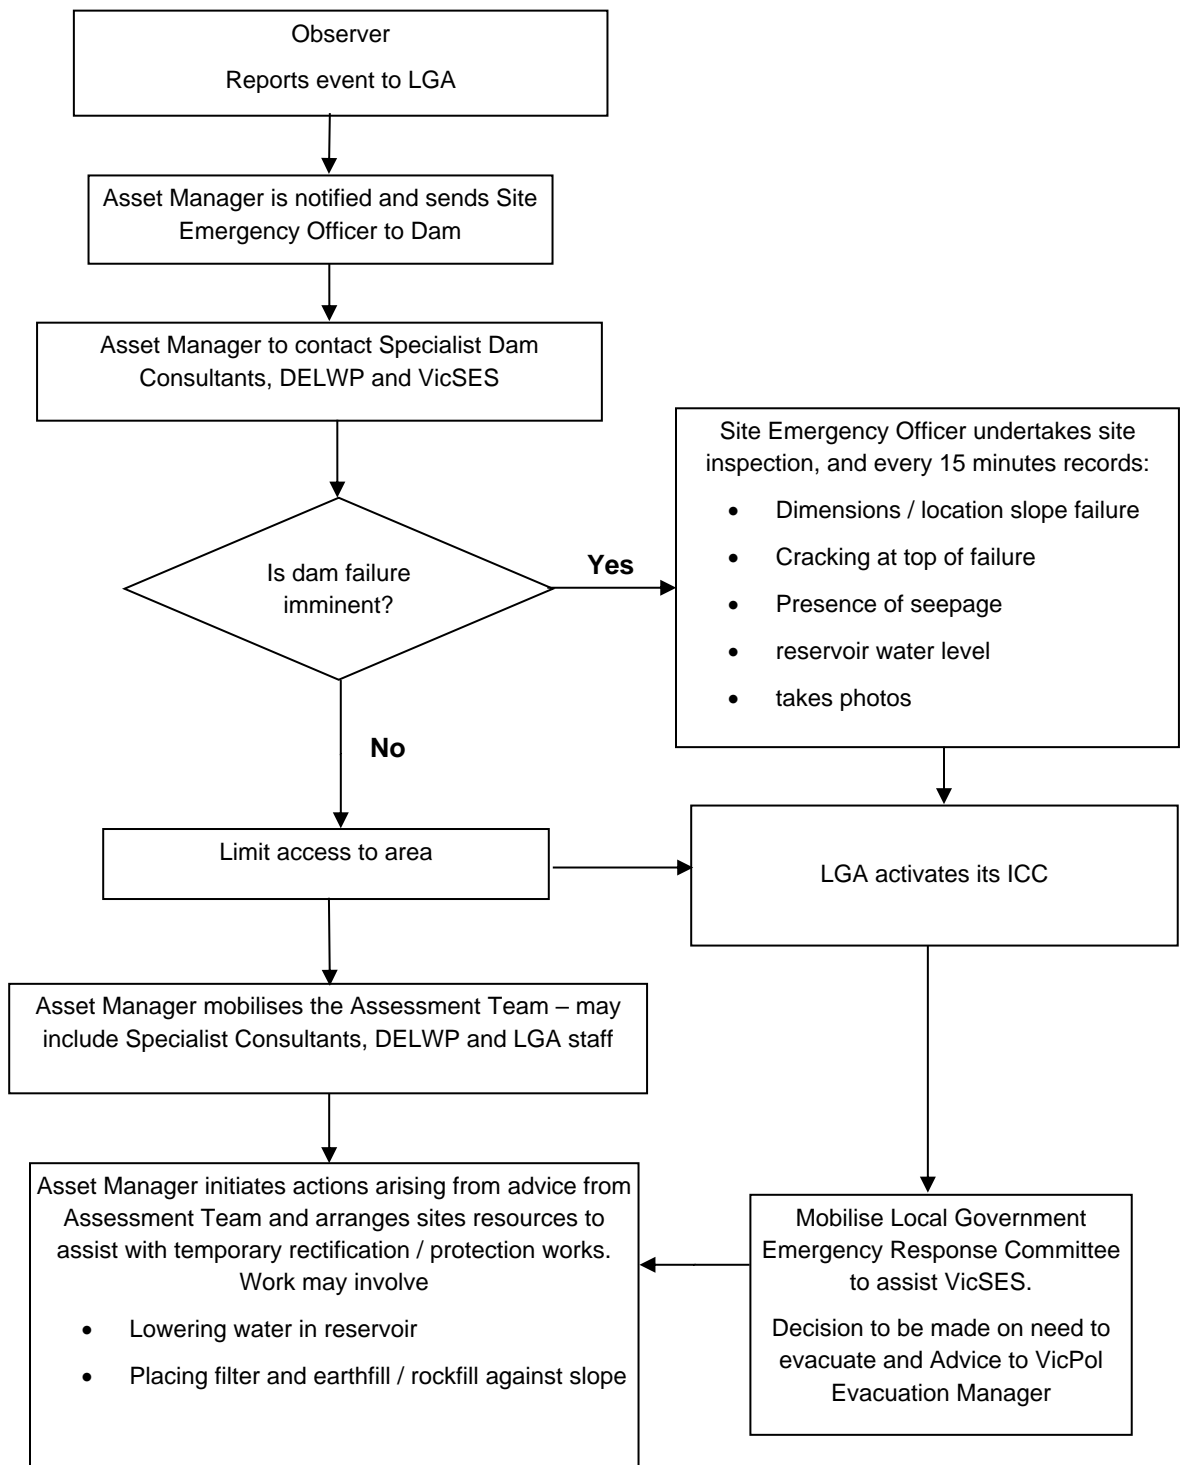 Observer
Reports event to LGA
Asset Manager is notified and sends Site
Emergency Officer to Dam
Asset Manager to contact Specialist Dam
Consultants, DELWP and VicSES
Is dam failure
imminent?
Yes
Site Emergency Officer undertakes site
inspection, and every 15 minutes records:
• Dimensions / location slope failure
• Cracking at top of failure
• Presence of seepage
• reservoir water level
• takes photos
No
Limit access to area
LGA activates its ICC
Asset Manager mobilises the Assessment Team – may
include Specialist Consultants, DELWP and LGA staff
Asset Manager initiates actions arising from advice from
Assessment Team and arranges sites resources to
assist with temporary rectification / protection works.
Work may involve
• Lowering water in reservoir
• Placing filter and earthfill / rockfill against slope
Mobilise Local Government
Emergency Response Committee
to assist VicSES.
Decision to be made on need to
evacuate and Advice to VicPol
Evacuation Manager